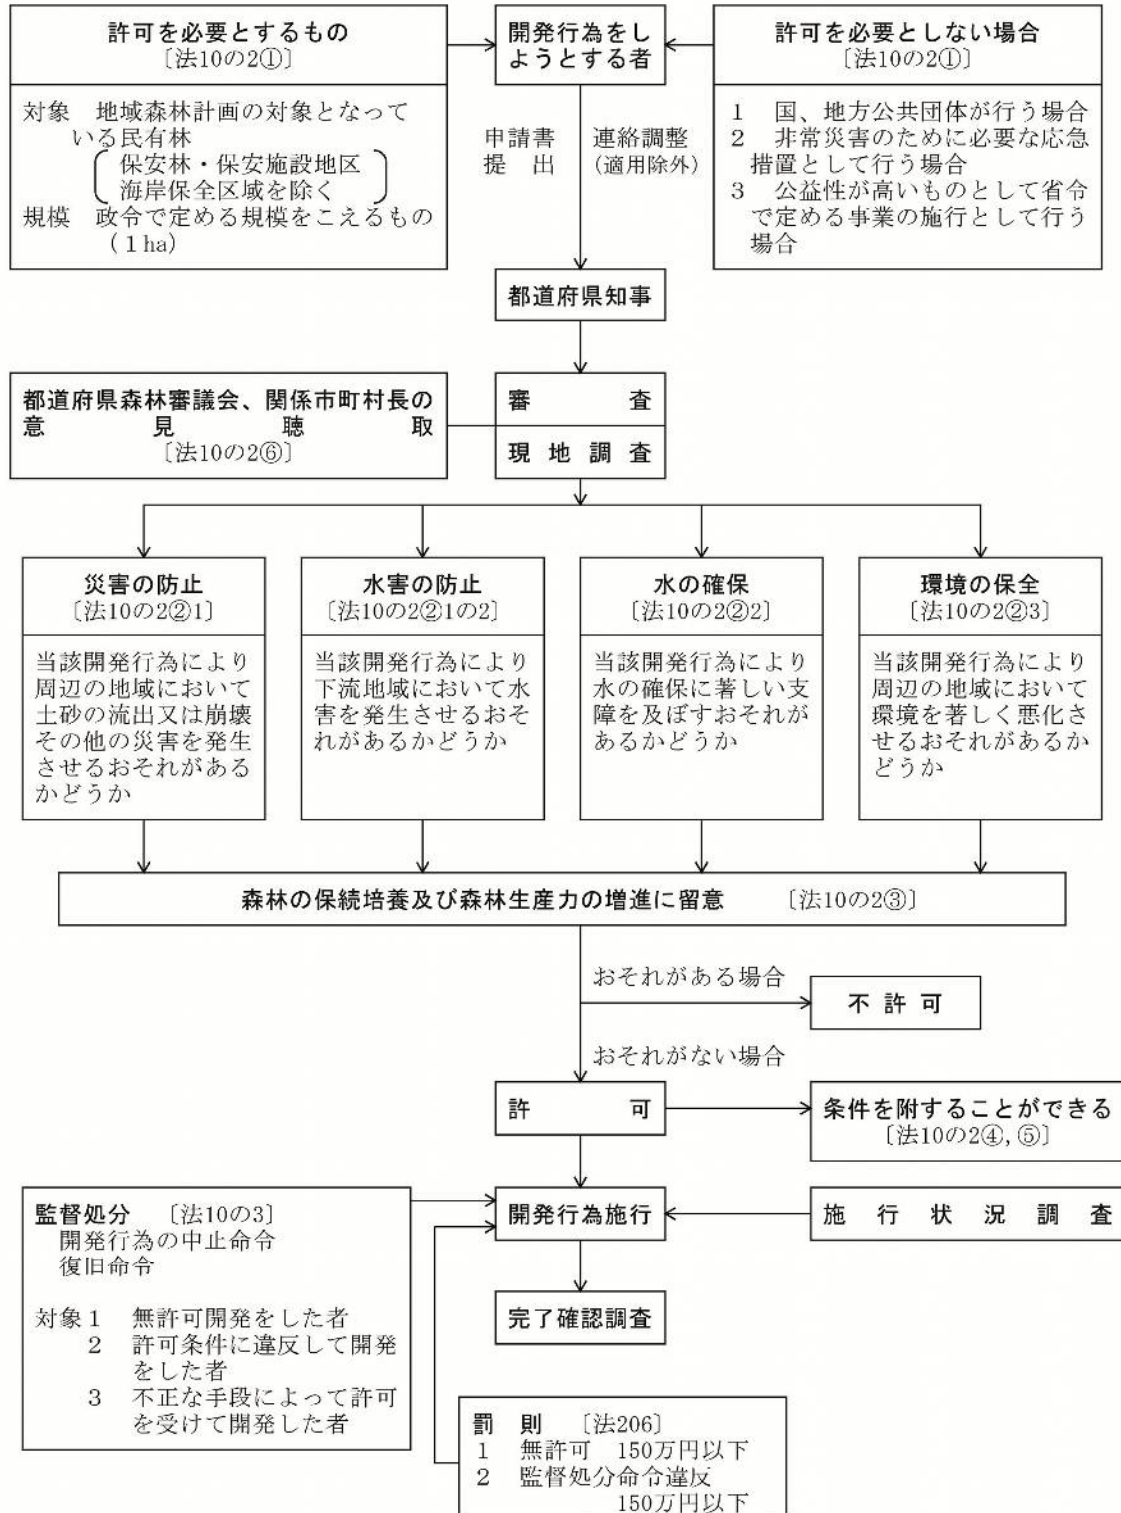 許可を必要とするもの
〔法10の2①〕
対象　地域森林計画の対象となって
いる民有林
保安林・保安施設地区
海岸保全区域を除く
規模　政令で定める規模をこえるもの
（１ha）
開発行為をし
ようとする者
許可を必要としない場合
〔法10の2①〕
1　国、地方公共団体が行う場合
2　非常災害のために必要な応急
措置として行う場合
3　公益性が高いものとして省令
で定める事業の施行として行う
場合
申請書
提　出
連絡調整
（適用除外）
都道府県知事
都道府県森林審議会、関係市町村長の
意　見　聴　取
〔法10の2⑥〕
審　査
現 地 調 査
災害の防止
〔法10の2②1〕
当該開発行為により
周辺の地域において
土砂の流出又は崩壊
その他の災害を発生
させるおそれがある
かどうか
水害の防止
〔法10の2②1の2〕
当該開発行為により
下流地域において水
害を発生させるおそ
れがあるかどうか
水の確保
〔法10の2②2〕
当該開発行為により
水の確保に著しい支
障を及ぼすおそれが
あるかどうか
環境の保全
〔法10の2②3〕
当該開発行為により
周辺の地域において
環境を著しく悪化さ
せるおそれがあるか
どうか
森林の保続培養及び森林生産力の増進に留意　〔法10の2③〕
おそれがある場合
不 許 可
おそれがない場合
許　可
条件を附することができる
〔法10の2④,⑤〕
監督処分　〔法10の3〕
開発行為の中止命令
復旧命令
対象 1　無許可開発をした者
2　許可条件に違反して開発
をした者
3　不正な手段によって許可
を受けて開発した者
開発行為施行
施 行 状 況 調 査
完了確認調査
罰　則　〔法206〕
1　無許可　150万円以下
2　監督処分命令違反
150万円以下